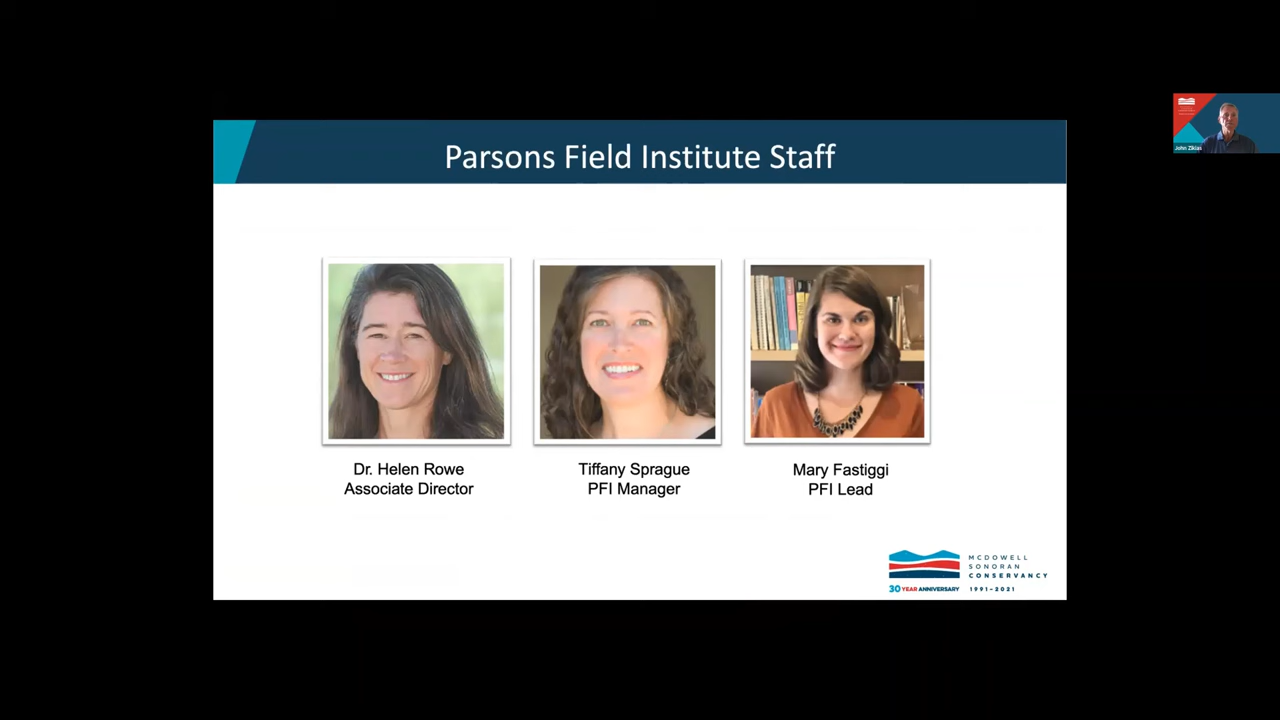 Parsons Field Institute Staff
John Zikias
Dr. Helen Rowe
Associate Director
Tiffany Sprague
PFI Manager
Mary Fastiggi
PFI Lead
MCDOWELL
SONORAN
CONSERVANCY
30 YEAR ANNIVERSARY
1991–2021